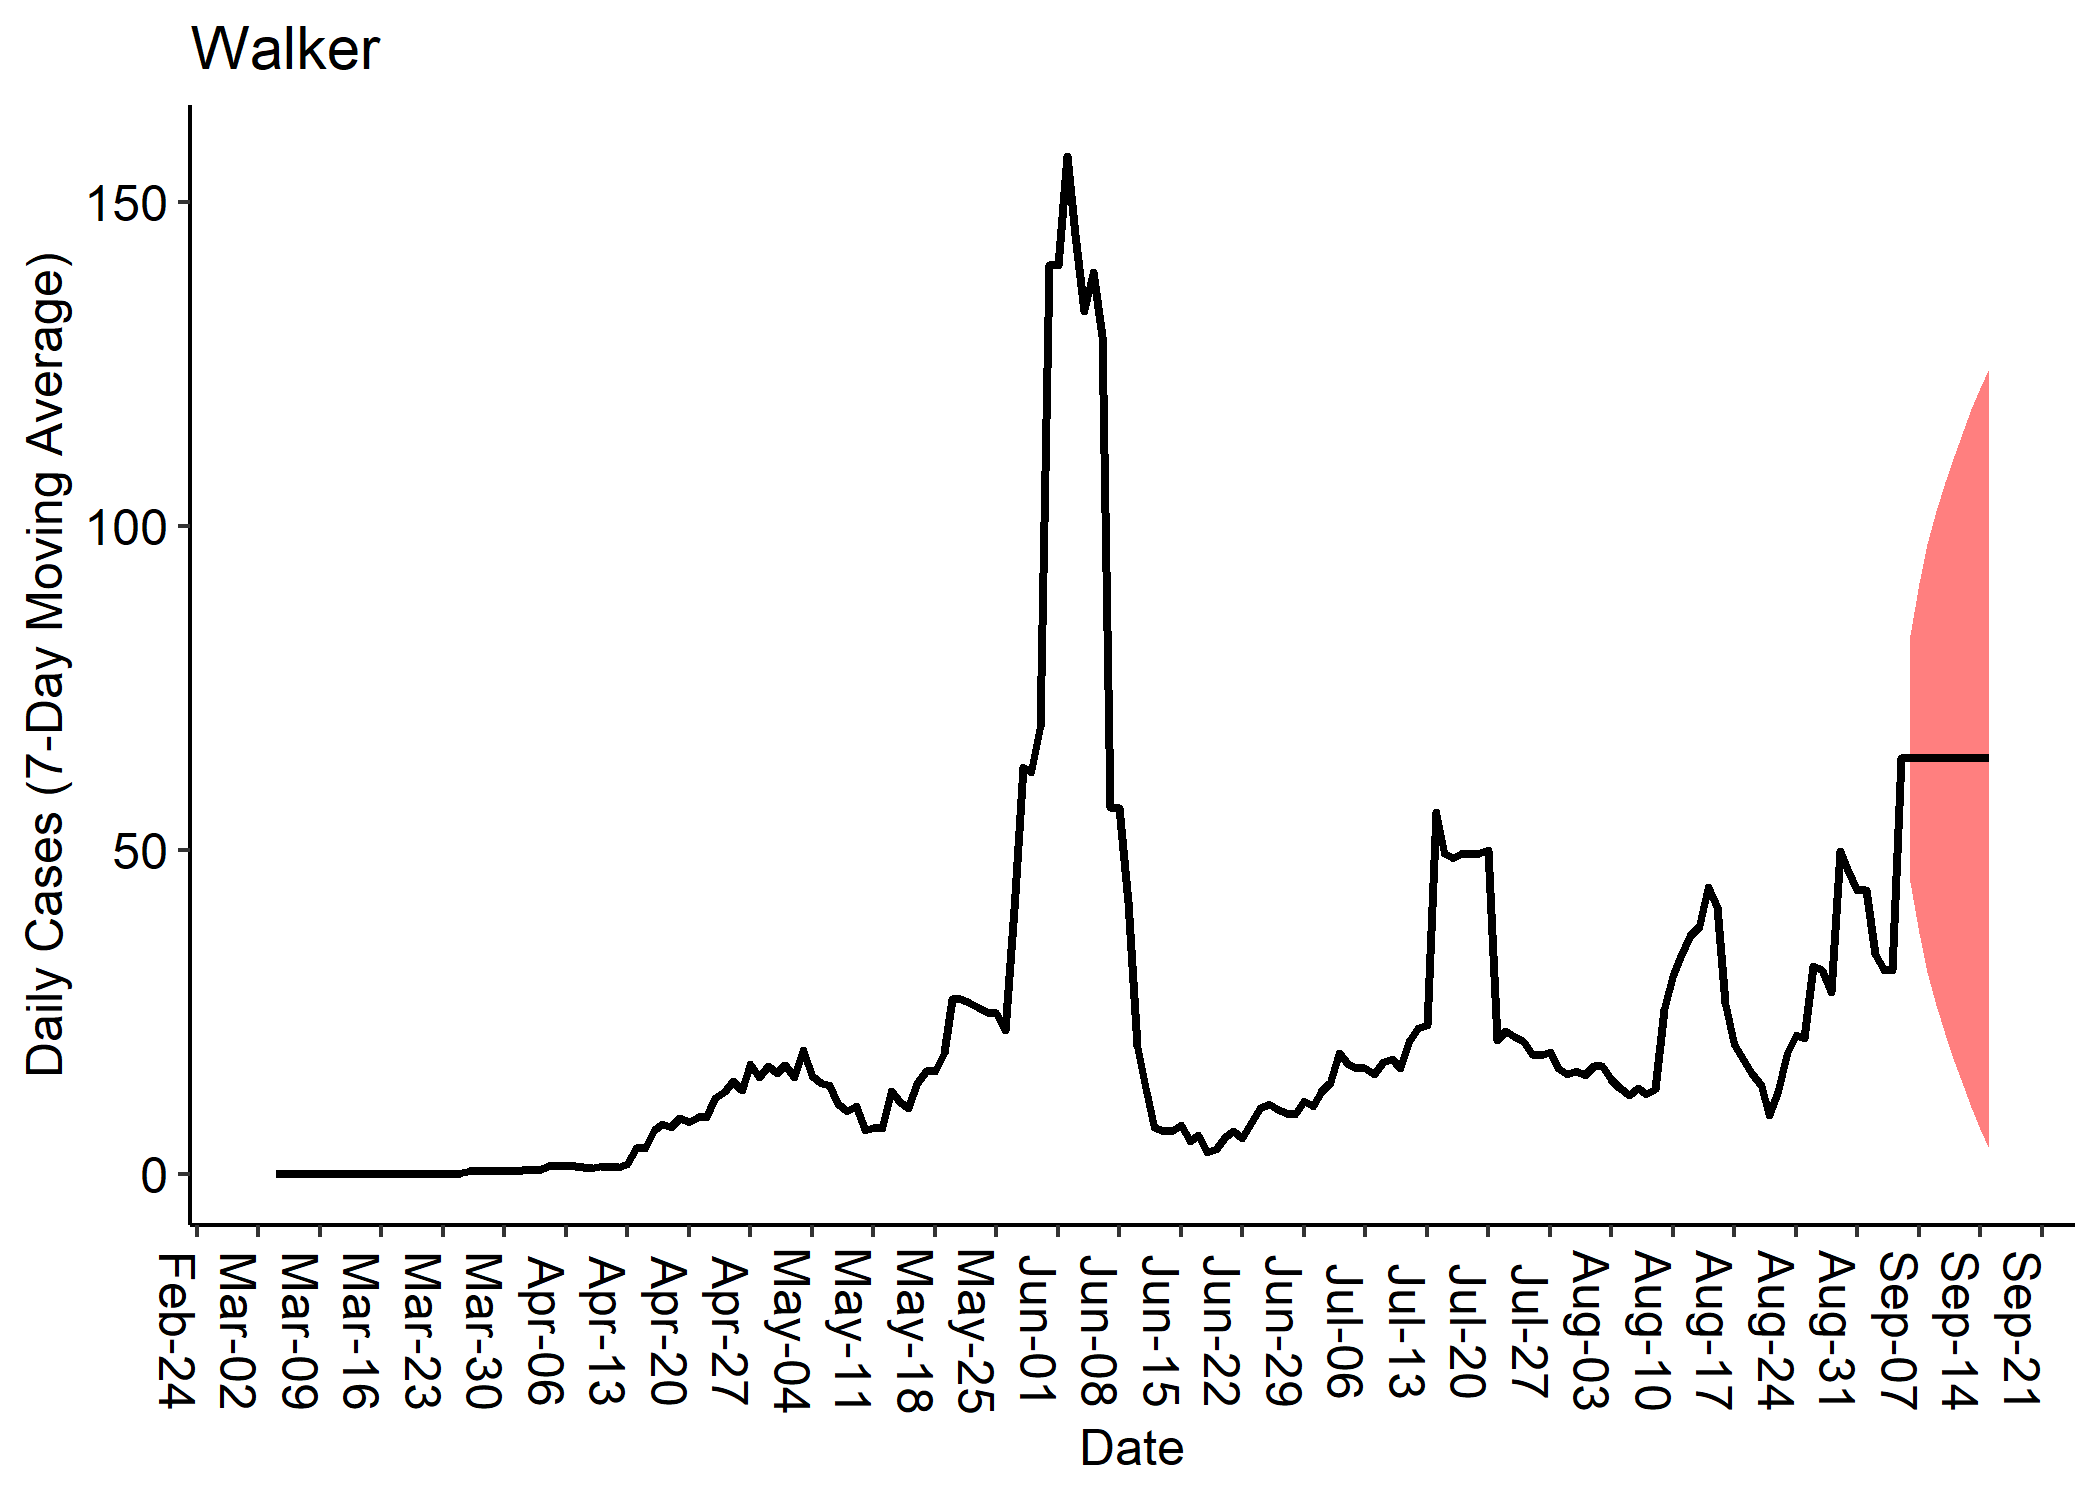 Walker
Daily Cases (7-Day Moving Average)
150
100
50
0
Feb-24
Mar-02
Mar-09
Mar-16
Mar-23
Mar-30
Apr-06
Apr-13
Apr-20
Apr-27
May-04
May-11
May-18
May-25
Jun-01
Jun-08
Jun-15
Jun-22
Jun-29
Jul-06
Jul-13
Jul-20
Jul-27
Aug-03
Aug-10
Aug-17
Aug-24
Aug-31
Sep-07
Sep-14
Sep-21
Date